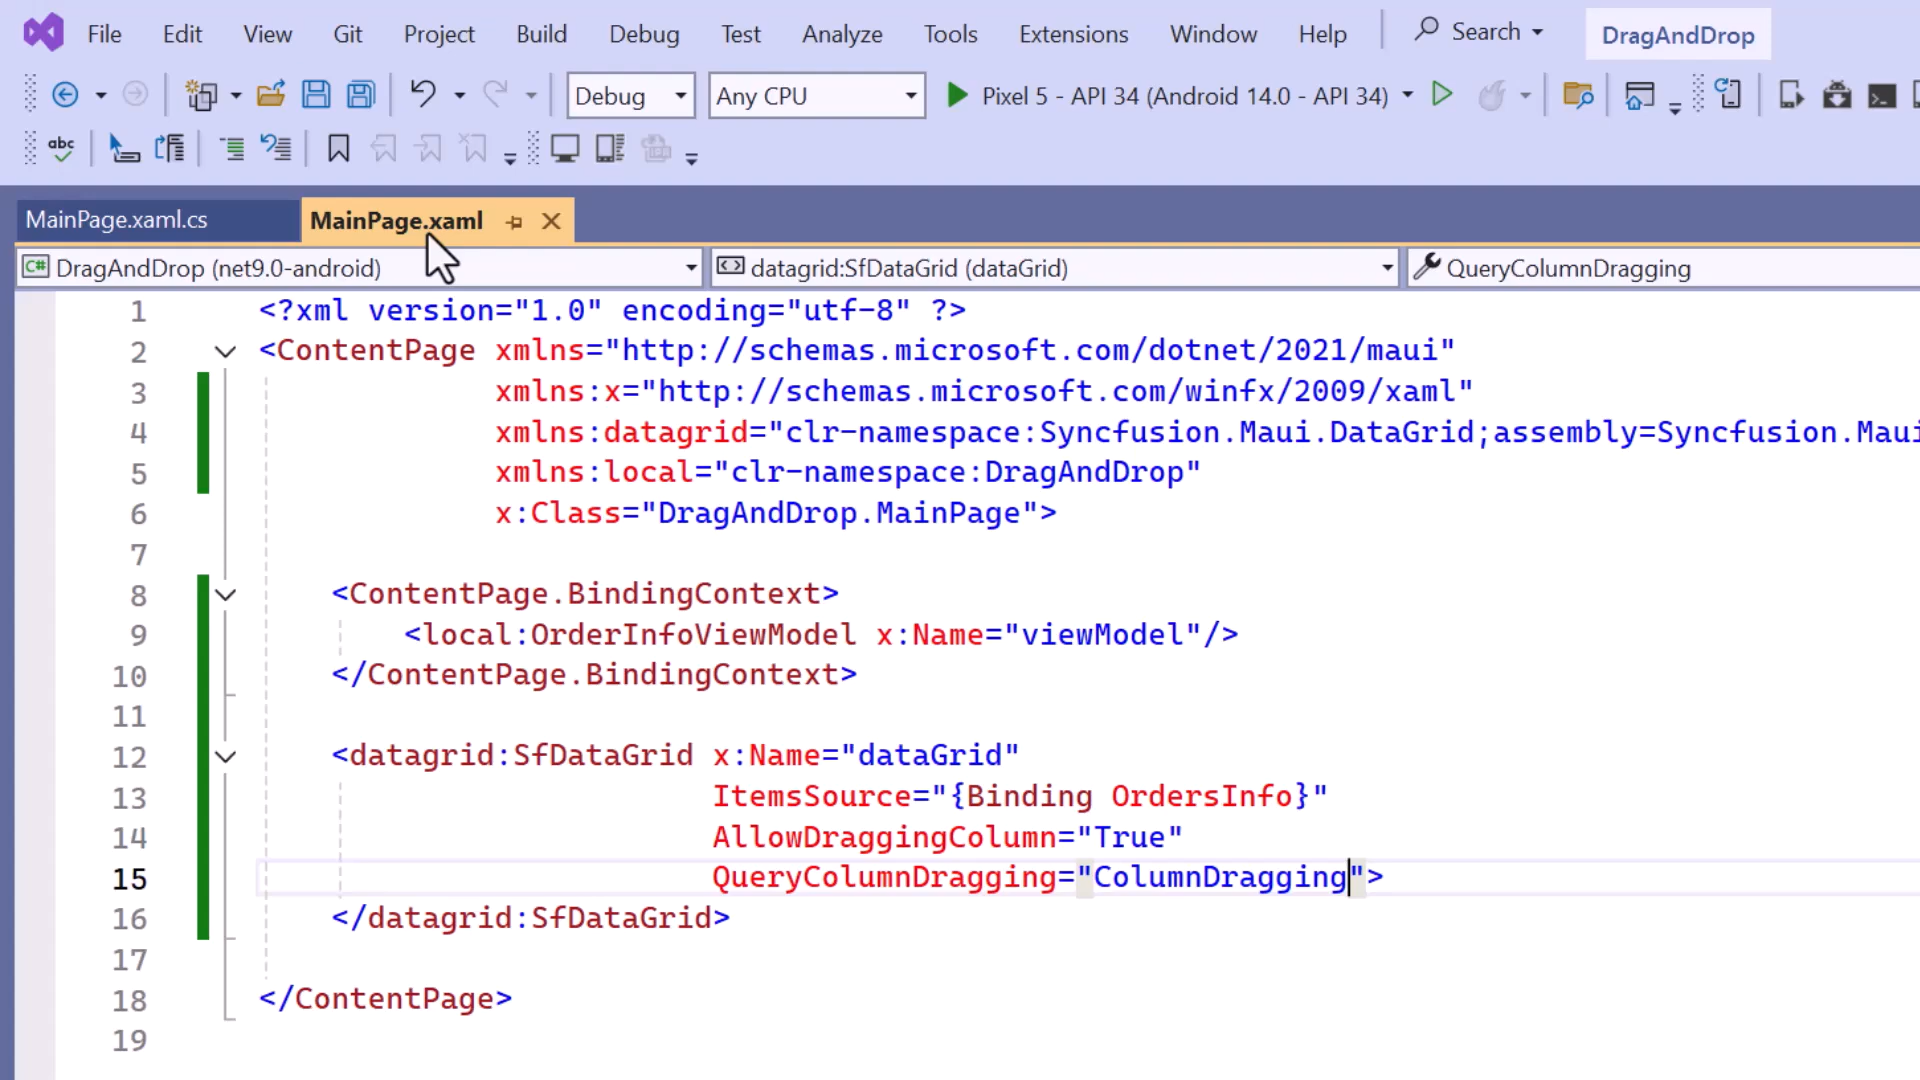 File Edit View Git Project Build Debug Test Analyze Tools Extensions Window Help Search DragAndDrop
Debug Any CPU Pixel 5 - API 34 (Android 14.0 - API 34)
abc
MainPage.xaml.cs MainPage.xaml
C# DragAndDrop (net9.0-android) datagrid:SfDataGrid (dataGrid) QueryColumnDragging
1 <?xml version="1.0" encoding="utf-8" ?>
2 <ContentPage xmlns="http://schemas.microsoft.com/dotnet/2021/maui"
3 xmlns:x="http://schemas.microsoft.com/winfx/2009/xaml"
4 xmlns:datagrid="clr-namespace:Syncfusion.Maui.DataGrid;assembly=Syncfusion.Maui
5 xmlns:local="clr-namespace:DragAndDrop"
6 x:Class="DragAndDrop.MainPage">
7
8 <ContentPage.BindingContext>
9 <local:OrderInfoViewModel x:Name="viewModel"/>
10 </ContentPage.BindingContext>
11
12 <datagrid:SfDataGrid x:Name="dataGrid"
13 ItemsSource="{Binding OrdersInfo}"
14 AllowDraggingColumn="True"
15 QueryColumnDragging="ColumnDragging">
16 </datagrid:SfDataGrid>
17
18 </ContentPage>
19